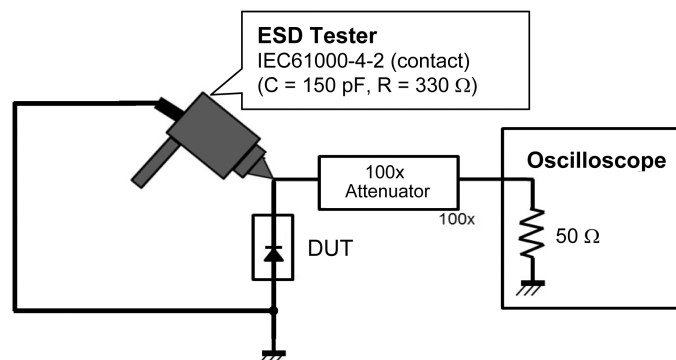 ESD Tester
IEC61000-4-2 (contact)
(C = 150 pF, R = 330 Ω)
100x
Attenuator
100x
Oscilloscope
50 Ω
DUT